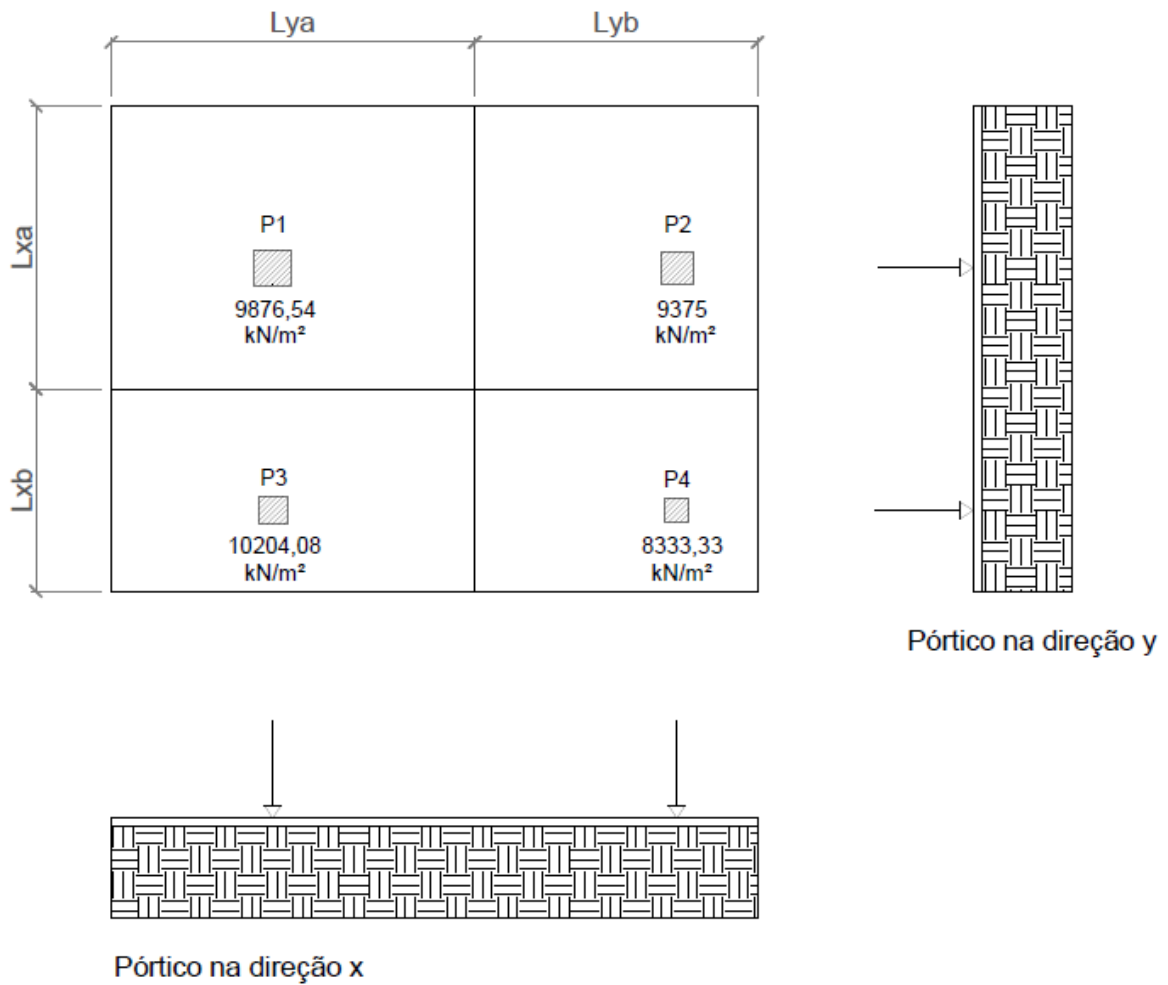 Lya
Lyb
Lxa
P1
9876,54
kN/m²
P2
9375
kN/m²
Lxb
P3
10204,08
kN/m²
P4
8333,33
kN/m²
Pórtico na direção y
Pórtico na direção x